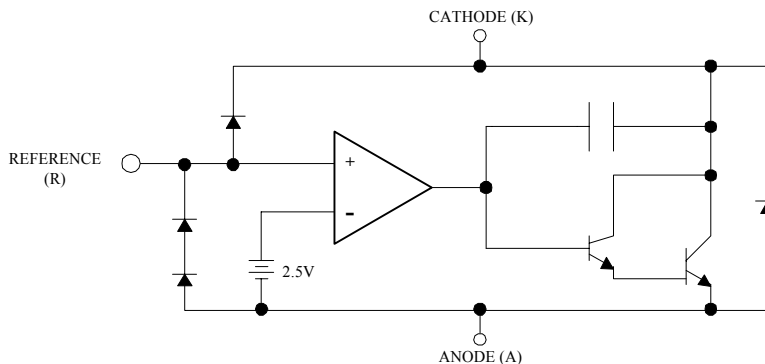 CATHODE (K)
REFERENCE
(R)
+
-
2.5V
ANODE (A)